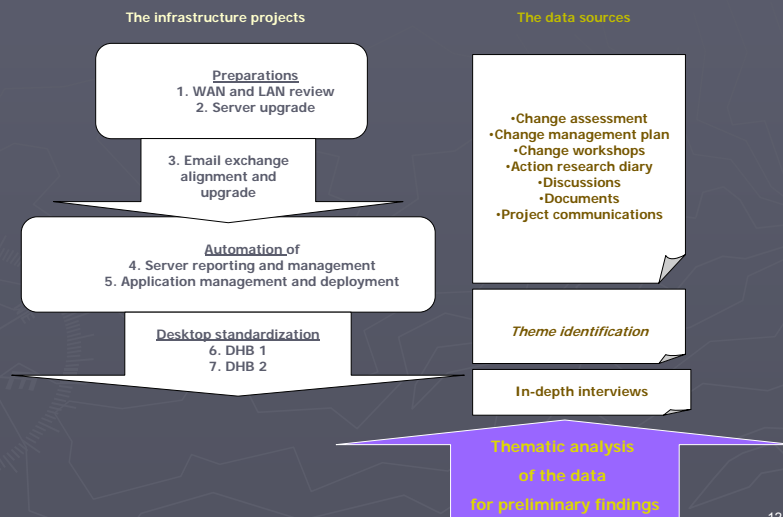 The infrastructure projects
Preparations
1. WAN and LAN review
2. Server upgrade
3. Email exchange
alignment and
upgrade
Automation of
4. Server reporting and management
5. Application management and deployment
Desktop standardization
6. DHB 1
7. DHB 2
The data sources
•Change assessment
•Change management plan
•Change workshops
•Action research diary
•Discussions
•Documents
•Project communications
Theme identification
In-depth interviews
Thematic analysis
of the data
for preliminary findings